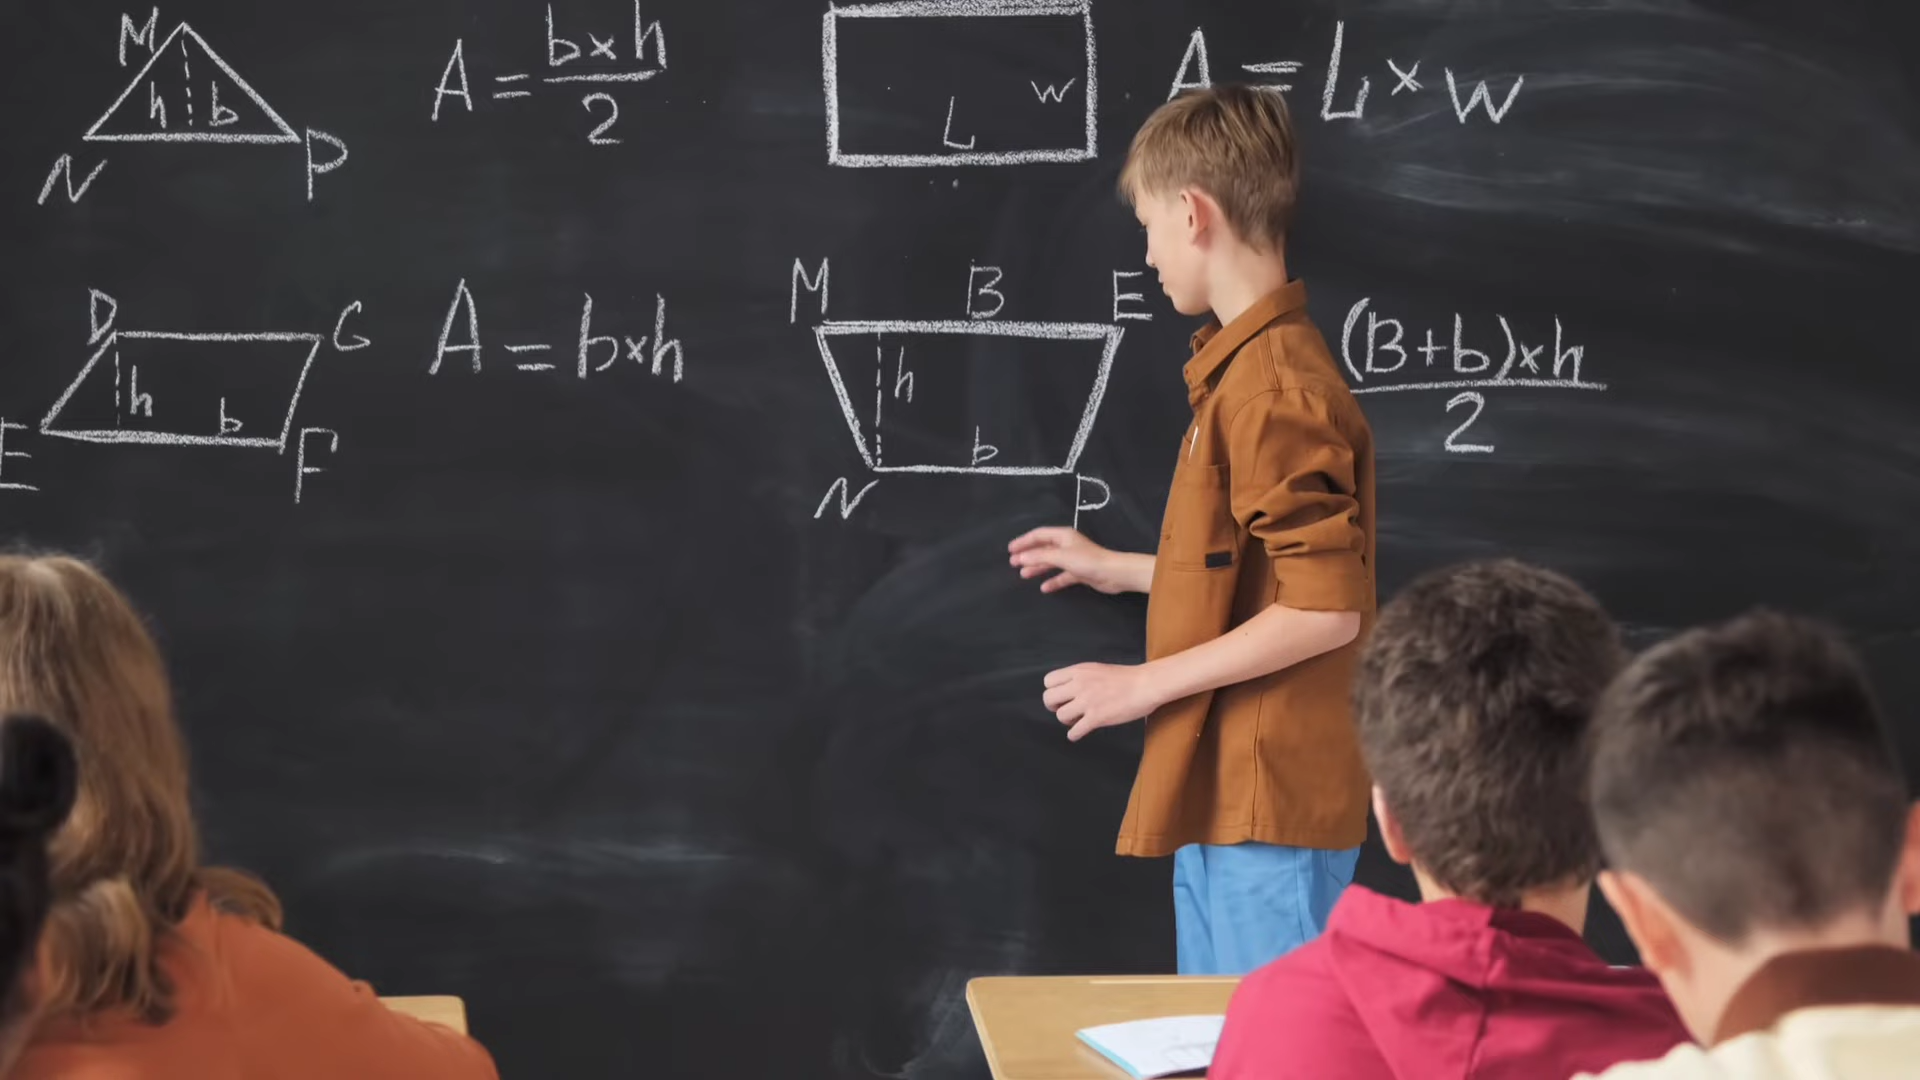 M
h b
N P
A = b×h / 2
L W
A = L × W
D G
h b
E F
A = b×h
M B E
h
b
N P
(B+b)×h / 2